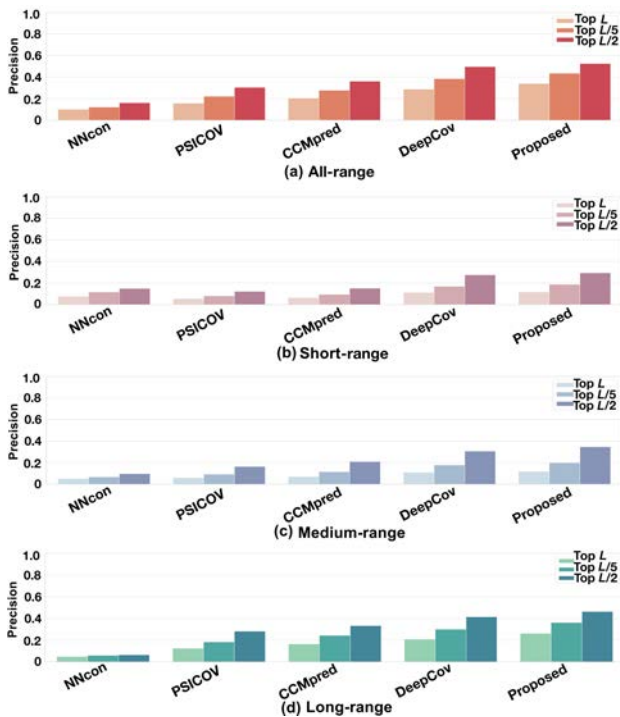 1.0
0.8
0.6
0.4
0.2
0
Precision
Top L
Top L/5
Top L/2
NNcon
PSICOV
CCMpred
DeepCov
Proposed
(a) All-range
1.0
0.8
0.6
0.4
0.2
0
Precision
Top L
Top L/5
Top L/2
NNcon
PSICOV
CCMpred
DeepCov
Proposed
(b) Short-range
1.0
0.8
0.6
0.4
0.2
0
Precision
Top L
Top L/5
Top L/2
NNcon
PSICOV
CCMpred
DeepCov
Proposed
(c) Medium-range
1.0
0.8
0.6
0.4
0.2
0
Precision
Top L
Top L/5
Top L/2
NNcon
PSICOV
CCMpred
DeepCov
Proposed
(d) Long-range